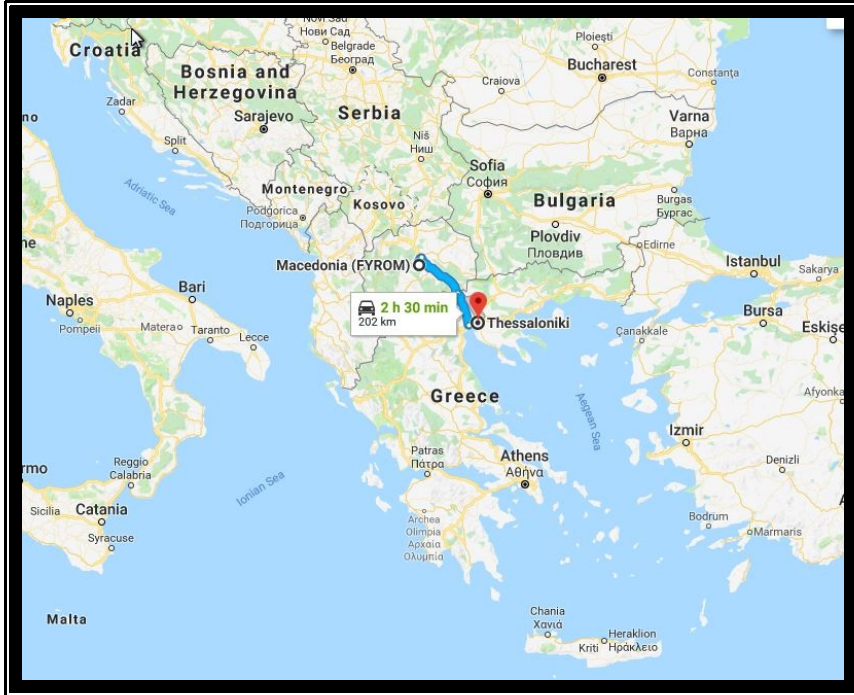 Novi Sad
Нови Сад
Ploiești
Croatia
Belgrade
Београд
Bosnia and
Herzegovina
Bucharest
Constanța
Craiova
Zadar
Sarajevo
Serbia
Varna
Варна
Split
Niš
Ниш
Sofia
София
Adriatic Sea
Montenegro
Kosovo
Bulgaria
Burgas
Бургас
Podgorica
Подгорица
Plovdiv
Пловдив
Edirne
Macedonia (FYROM)
Istanbul
Sakarya
Bari
Naples
Pompeii
Matera
Taranto
Lecce
2 h 30 min
202 km
Thessaloniki
Bursa
Çanakkale
Eskişe
Greece
Aegean Sea
Afyonka
Izmir
Denizli
Patras
Πάτρα
Athens
Αθήνα
rmo
Reggio
Calabria
Ionian Sea
Sicilia
Catania
Syracuse
Archea
Olimpia
Αρχαία
Ολυμπία
Bodrum
Marmaris
Malta
Chania
Χανιά
Heraklion
Ηράκλειο
Kriti